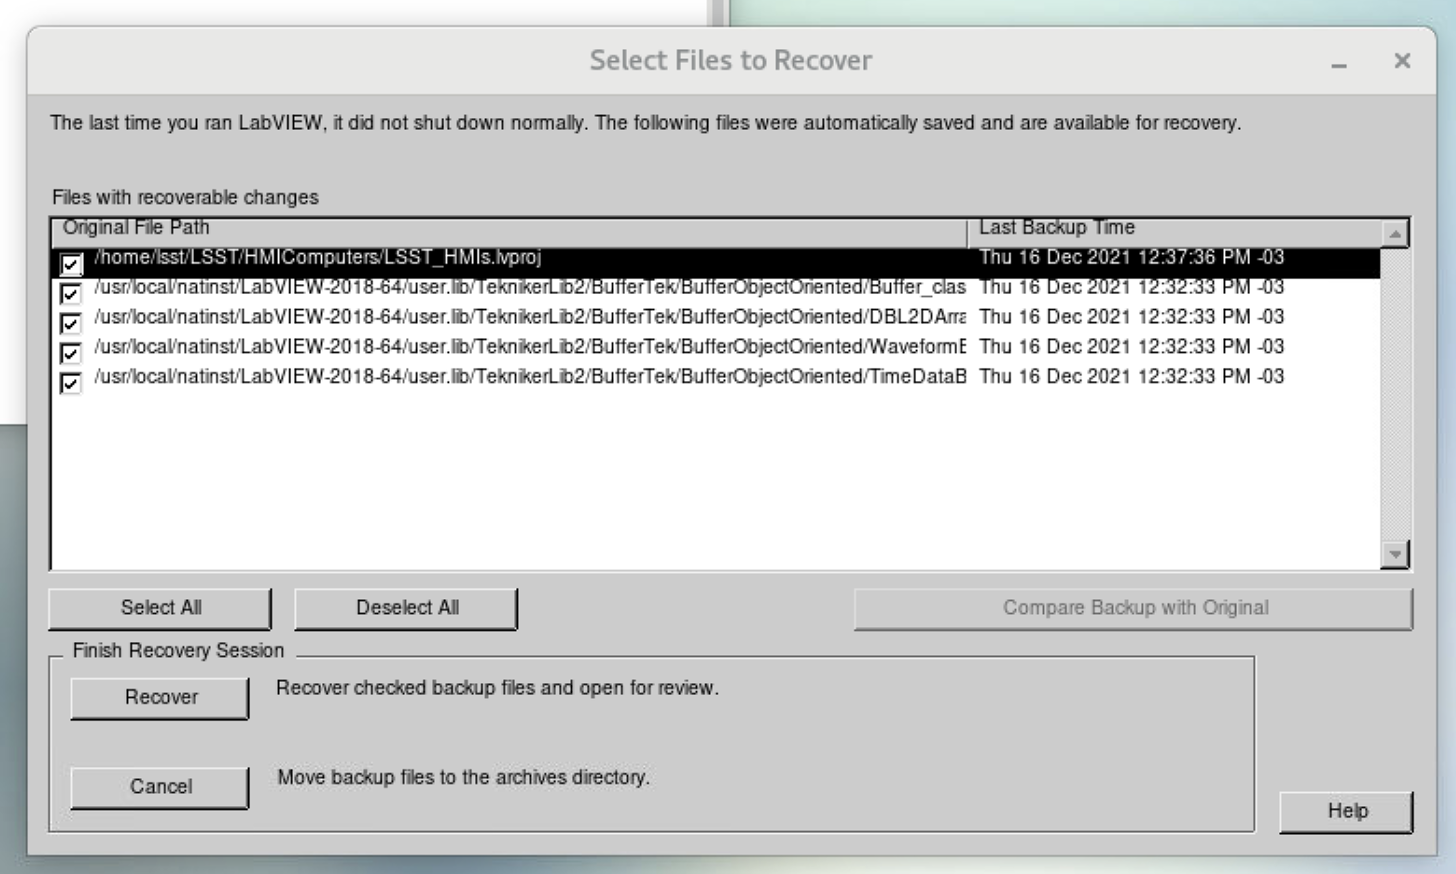 Select Files to Recover
The last time you ran LabVIEW, it did not shut down normally. The following files were automatically saved and are available for recovery.
Files with recoverable changes
Original File Path Last Backup Time
/home/lsst/LSST/HMIComputers/LSST_HMIs.lvproj Thu 16 Dec 2021 12:37:36 PM -03
/usr/local/natinst/LabVIEW-2018-64/user.lib/TeknikerLib2/BufferTek/BufferObjectOriented/Buffer_clas Thu 16 Dec 2021 12:32:33 PM -03
/usr/local/natinst/LabVIEW-2018-64/user.lib/TeknikerLib2/BufferTek/BufferObjectOriented/DBL2DArra Thu 16 Dec 2021 12:32:33 PM -03
/usr/local/natinst/LabVIEW-2018-64/user.lib/TeknikerLib2/BufferTek/BufferObjectOriented/WaveformB Thu 16 Dec 2021 12:32:33 PM -03
/usr/local/natinst/LabVIEW-2018-64/user.lib/TeknikerLib2/BufferTek/BufferObjectOriented/TimeDataB Thu 16 Dec 2021 12:32:33 PM -03
Select All Deselect All Compare Backup with Original
Finish Recovery Session
Recover Recover checked backup files and open for review.
Cancel Move backup files to the archives directory.
Help